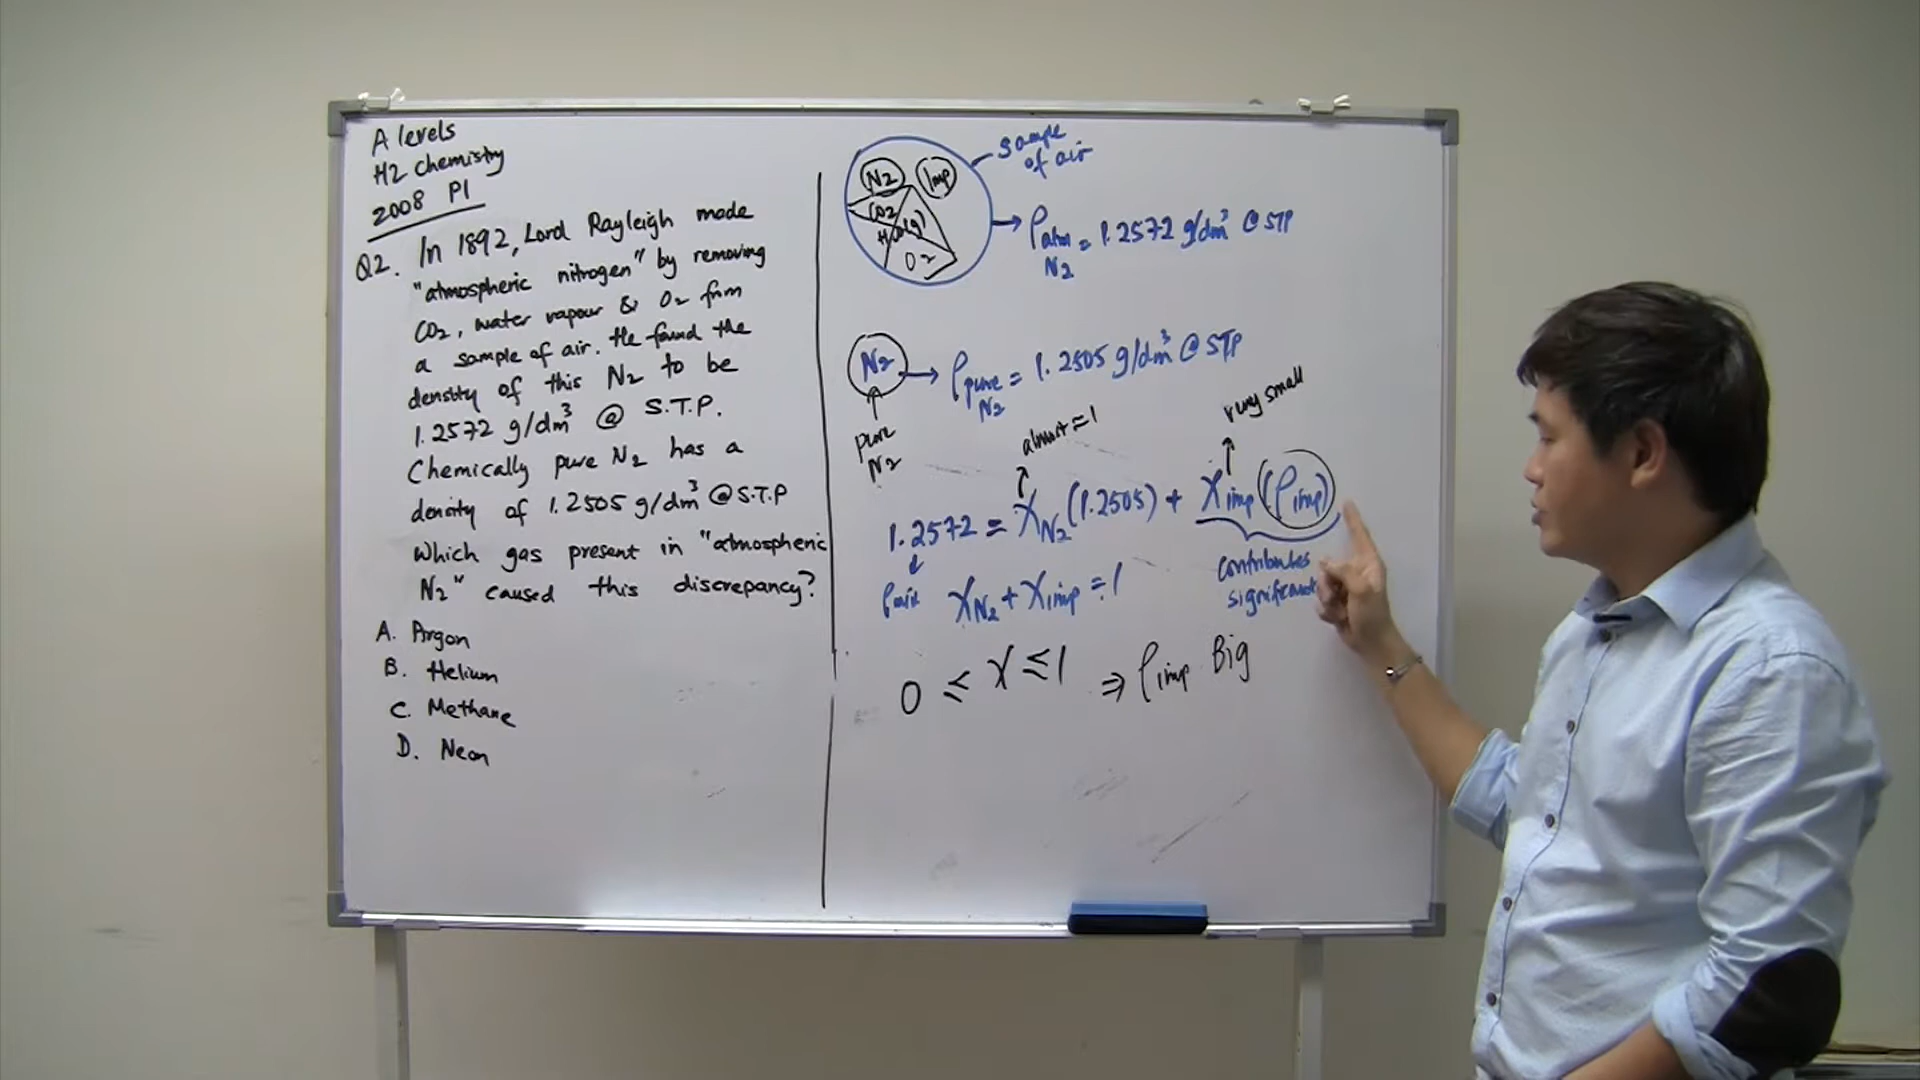 A levels
H2 chemistry
2008 P1
Q2. In 1892, Lord Rayleigh made
"atmospheric nitrogen" by removing
CO2, water vapour & O2 from
a sample of air. He found the
density of this N2 to be
1.2572 g/dm³ @ S.T.P.
Chemically pure N2 has a
density of 1.2505 g/dm³ @ S.T.P
Which gas present in "atmospheric
N2" caused this discrepancy?
A. Argon
B. Helium
C. Methane
D. Neon
N2 Imp
CO2
H2O(g)
O2
sample
of air
ρatm N2 = 1.2572 g/dm³ @ STP
N2
ρpure N2 = 1.2505 g/dm³ @ STP
pure
N2
almost = 1
very small
1.2572 = XN2 (1.2505) + Ximp (ρimp)
ρmix
XN2 + Ximp = 1
contributes
0 ≤ X ≤ 1 ⇒ ρimp Big